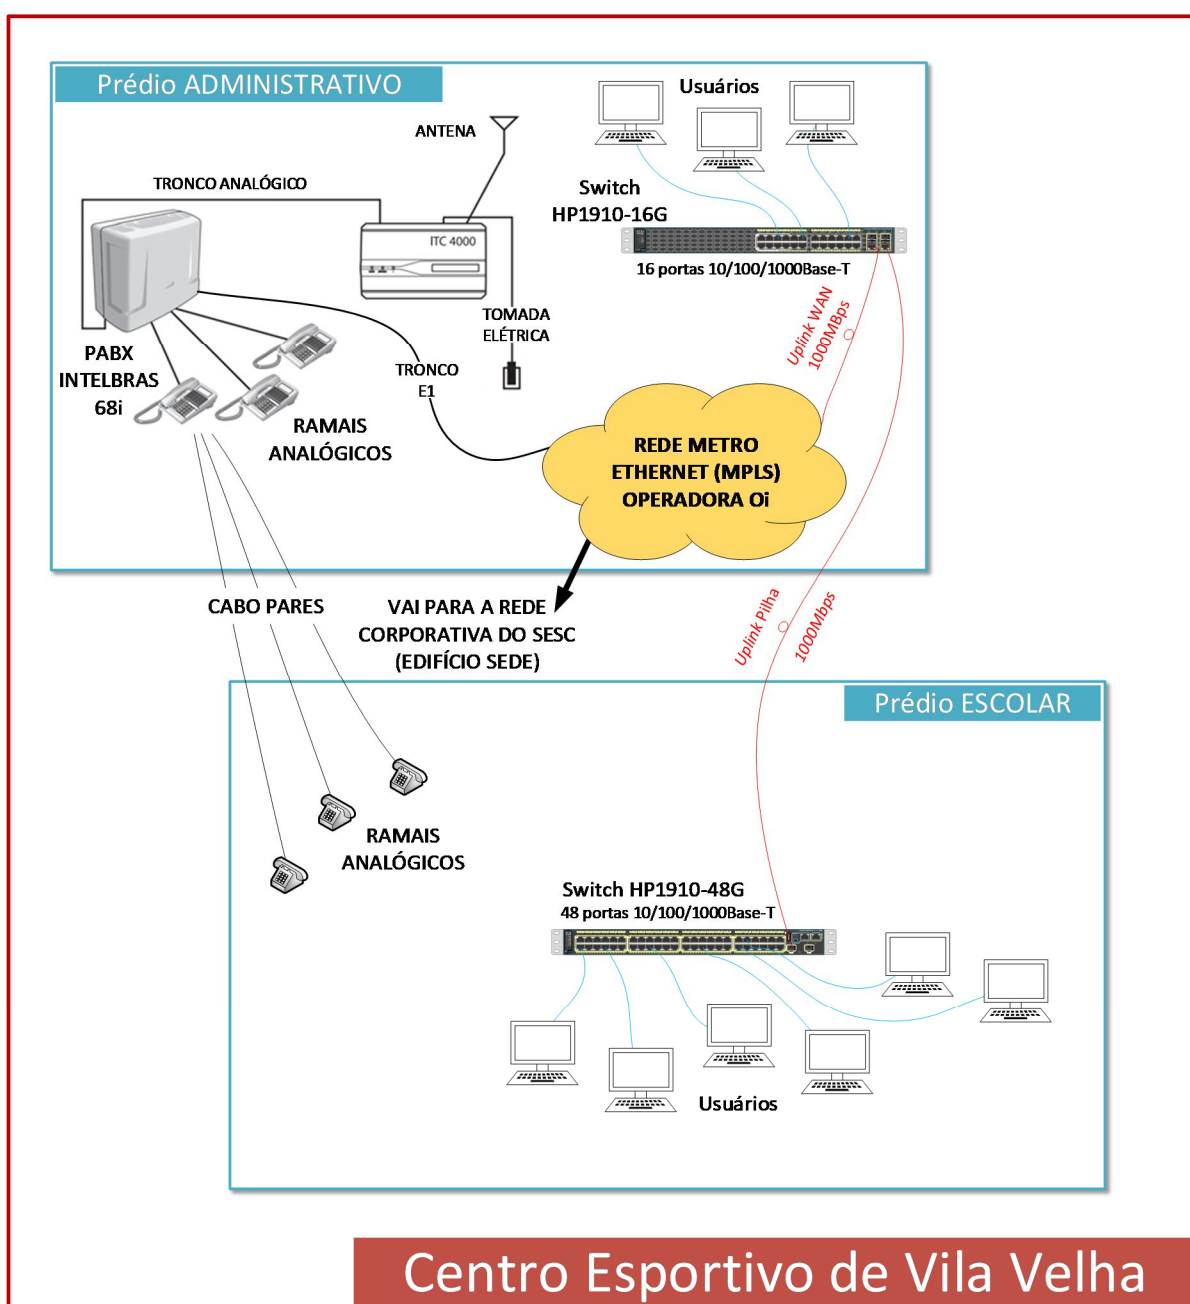 Prédio ADMINISTRATIVO
Usuários
ANTENA
TRONCO ANALÓGICO
Switch
HP1910-16G
ITC 4000
16 portas 10/100/1000Base-T
TOMADA
ELÉTRICA
Uplink WAN
1000MBps
PABX
INTELBRAS
68i
TRONCO
E1
RAMAIS
ANALÓGICOS
REDE METRO
ETHERNET (MPLS)
OPERADORA Oi
CABO PARES
VAI PARA A REDE
CORPORATIVA DO SESC
(EDIFÍCIO SEDE)
Uplink Pilha
1000Mbps
Prédio ESCOLAR
RAMAIS
ANALÓGICOS
Switch HP1910-48G
48 portas 10/100/1000Base-T
Usuários
Centro Esportivo de Vila Velha